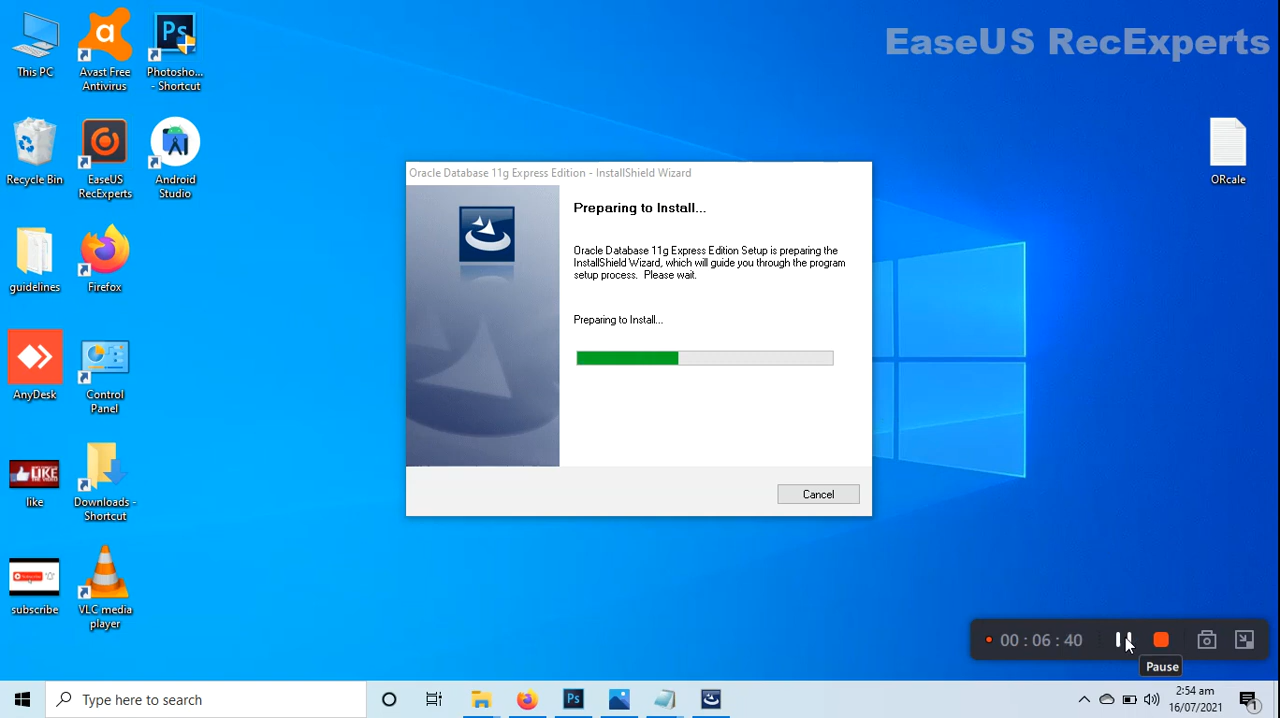 EaseUS RecExperts
This PC
Avast Free
Antivirus
Ps
Photosho...
- Shortcut
Recycle Bin
EaseUS
RecExperts
Android
Studio
ORcale
guidelines
Firefox
AnyDesk
Control
Panel
LIKE
like
Downloads -
Shortcut
subscribe
VLC media
player
Oracle Database 11g Express Edition - InstallShield Wizard
Preparing to Install...
Oracle Database 11g Express Edition Setup is preparing the
InstallShield Wizard, which will guide you through the program
setup process. Please wait.
Preparing to Install...
Cancel
00 : 06 : 40
Pause
Type here to search
Ps
2:54 am
16/07/2021
1